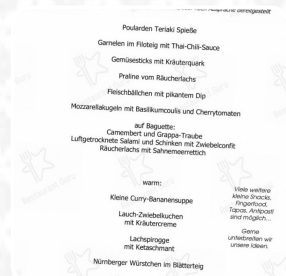 bereitgestellt
Poularden Teriaki Spieße
Garnelen im Filoteig mit Thai-Chili-Sauce
Gemüsesticks mit Kräuterquark
Praline vom Räucherlachs
Fleischbällchen mit pikantem Dip
Mozzarellakugeln mit Basilikumcoulis und Cherrytomaten
auf Baguette:
Camembert und Grappa-Traube
Luftgetrocknete Salami und Schinken mit Zwiebelconfit
Räucherlachs mit Sahnemeerrettich
warm:
Kleine Curry-Bananensuppe
Lauch-Zwiebelkuchen
mit Kräutercreme
Lachspirogge
mit Ketaschmant
Nürnberger Würstchen im Blätterteig
Viele weitere
kleine Snacks,
Fingerfood,
Tapas, Antipasti
sind möglich...
Gerne
unterbreiten wir
unsere Ideen.